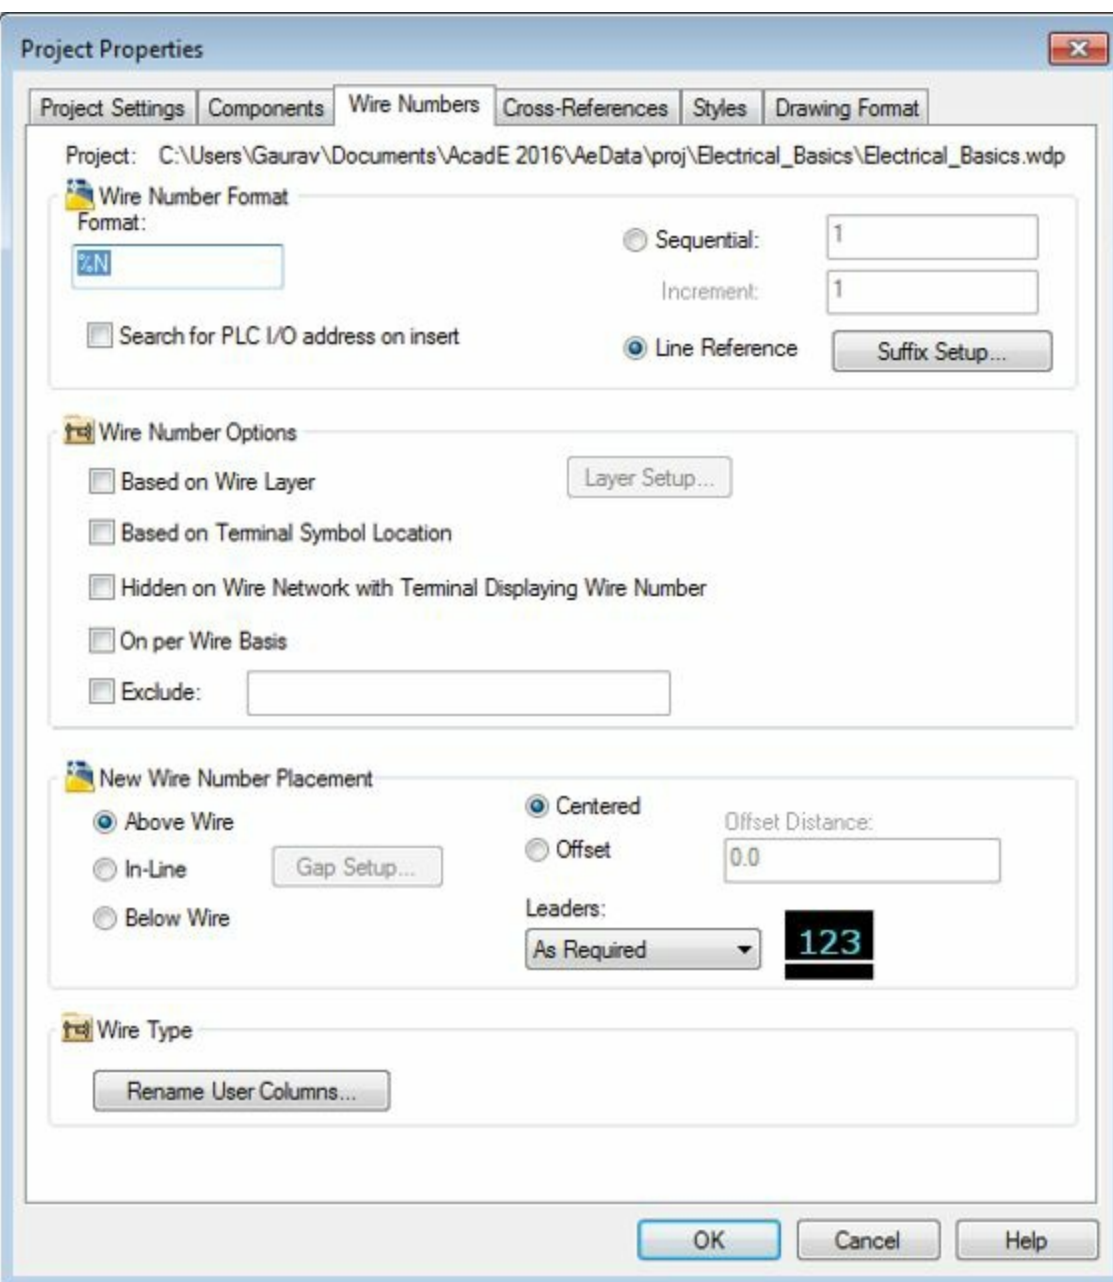 Project Properties
Project Settings Components Wire Numbers Cross-References Styles Drawing Format
Project: C:\Users\Gaurav\Documents\AcadE 2016\AeData\proj\Electrical_Basics\Electrical_Basics.wdp
Wire Number Format
Format:
%N
Sequential: 1
Increment: 1
Search for PLC I/O address on insert
Line Reference Suffix Setup...
Wire Number Options
Based on Wire Layer Layer Setup...
Based on Terminal Symbol Location
Hidden on Wire Network with Terminal Displaying Wire Number
On per Wire Basis
Exclude:
New Wire Number Placement
Above Wire
In-Line Gap Setup...
Below Wire
Centered
Offset
Offset Distance:
0.0
Leaders:
As Required
123
Wire Type
Rename User Columns...
OK Cancel Help